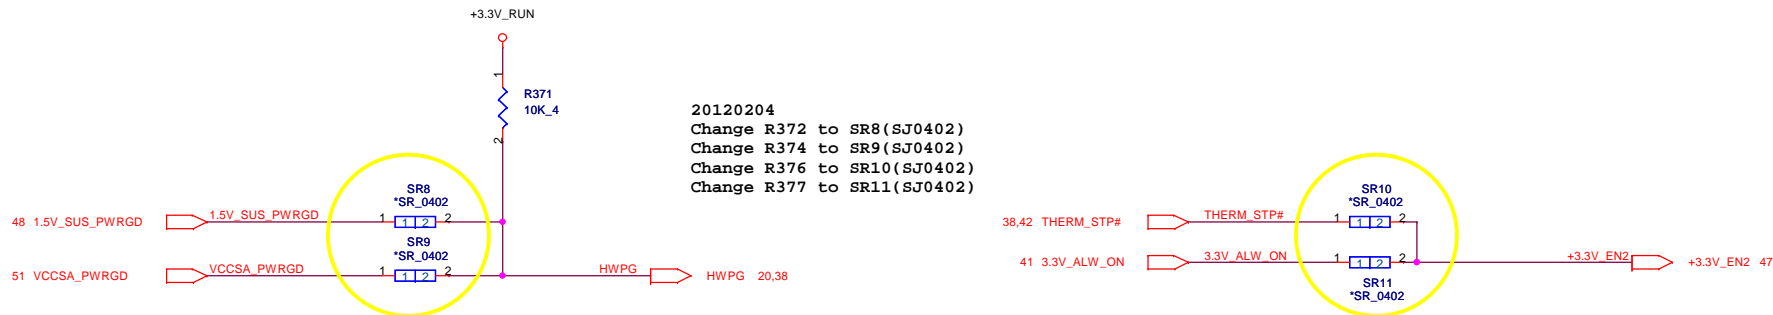 +3.3V_RUN
1
R371
10K_4
2
20120204
Change R372 to SR8(SJ0402)
Change R374 to SR9(SJ0402)
Change R376 to SR10(SJ0402)
Change R377 to SR11(SJ0402)
SR8
*SR_0402
48 1.5V_SUS_PWRGD
1.5V_SUS_PWRGD
1
1 2
2
SR9
*SR_0402
51 VCCSA_PWRGD
VCCSA_PWRGD
1
1 2
2
HWPG
HWPG 20,38
SR10
*SR_0402
38,42 THERM_STP#
THERM_STP#
1
1 2
2
41 3.3V_ALW_ON
3.3V_ALW_ON
1
1 2
2
+3.3V_EN2
+3.3V_EN2 47
SR11
*SR_0402